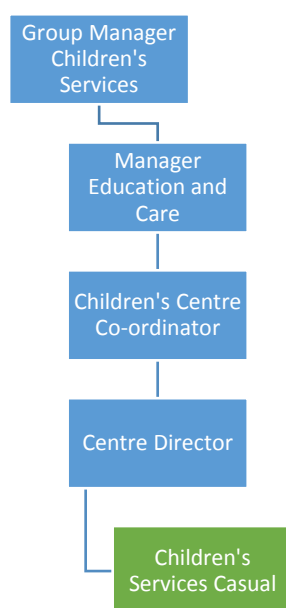 Group Manager
Children's
Services
Manager
Education and
Care
Children's Centre
Co-ordinator
Centre Director
Children's
Services Casual